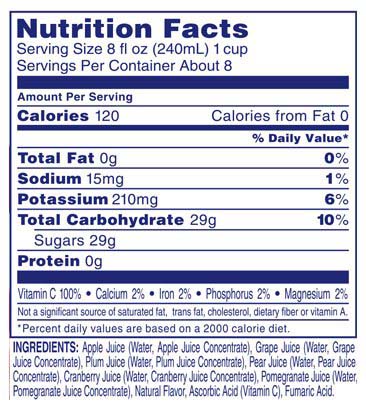 Nutrition Facts
Serving Size 8 fl oz (240mL) 1 cup
Servings Per Container About 8
Amount Per Serving
Calories 120 Calories from Fat 0
% Daily Value*
Total Fat 0g 0%
Sodium 15mg 1%
Potassium 210mg 6%
Total Carbohydrate 29g 10%
Sugars 29g
Protein 0g
Vitamin C 100% • Calcium 2% • Iron 2% • Phosphorus 2% • Magnesium 2%
Not a significant source of saturated fat, trans fat, cholesterol, dietary fiber or vitamin A.
*Percent daily values are based on a 2000 calorie diet.
INGREDIENTS: Apple Juice (Water, Apple Juice Concentrate), Grape Juice (Water, Grape
Juice Concentrate), Plum Juice (Water, Plum Juice Concentrate), Pear Juice (Water, Pear Juice
Concentrate), Cranberry Juice (Water, Cranberry Juice Concentrate), Pomegranate Juice (Water,
Pomegranate Juice Concentrate), Natural Flavor, Ascorbic Acid (Vitamin C), Fumaric Acid.